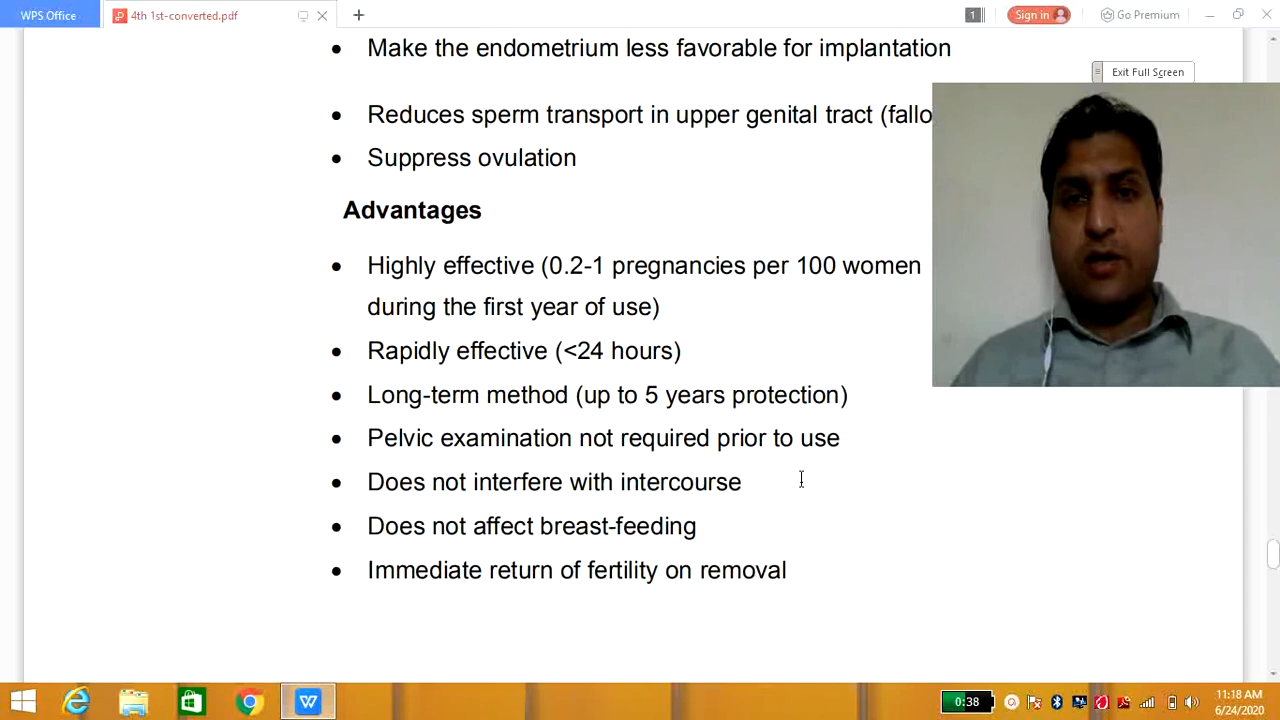 WPS Office
4th 1st-converted.pdf
1
Sign in
Go Premium
Make the endometrium less favorable for implantation
Exit Full Screen
Reduces sperm transport in upper genital tract (fallo
Suppress ovulation
Advantages
Highly effective (0.2-1 pregnancies per 100 women
during the first year of use)
Rapidly effective (<24 hours)
Long-term method (up to 5 years protection)
Pelvic examination not required prior to use
Does not interfere with intercourse
Does not affect breast-feeding
Immediate return of fertility on removal
0:38
11:18 AM
6/24/2020